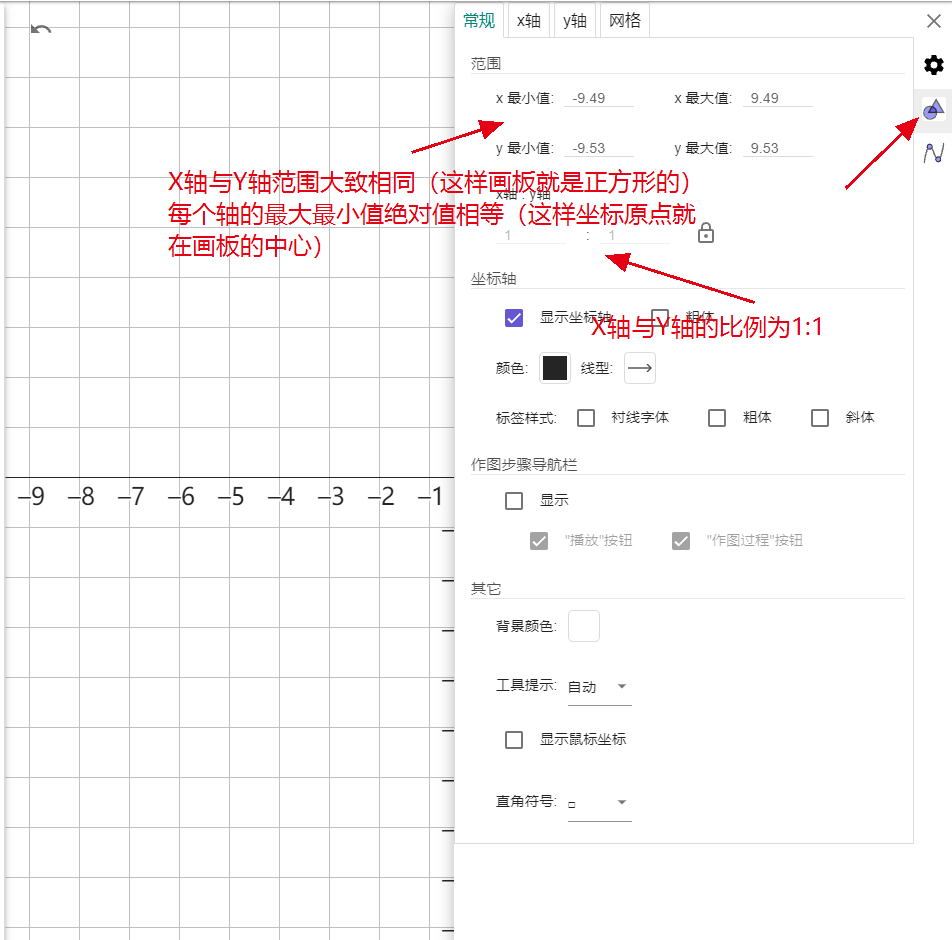 常规 x轴 y轴 网格
范围
x 最小值: -9.49 x 最大值: 9.49
y 最小值: -9.53 y 最大值: 9.53
X轴与Y轴范围大致相同（这样画板就是正方形的）
x轴 : y轴
每个轴的最大最小值绝对值相等（这样坐标原点就
1 : 1
在画板的中心）
坐标轴
显示坐标轴 粗体
X轴与Y轴的比例为1:1
颜色: 线型:
标签样式: 衬线字体 粗体 斜体
作图步骤导航栏
–9 –8 –7 –6 –5 –4 –3 –2 –1
显示
"播放"按钮 "作图过程"按钮
其它
背景颜色:
工具提示: 自动
显示鼠标坐标
直角符号: □